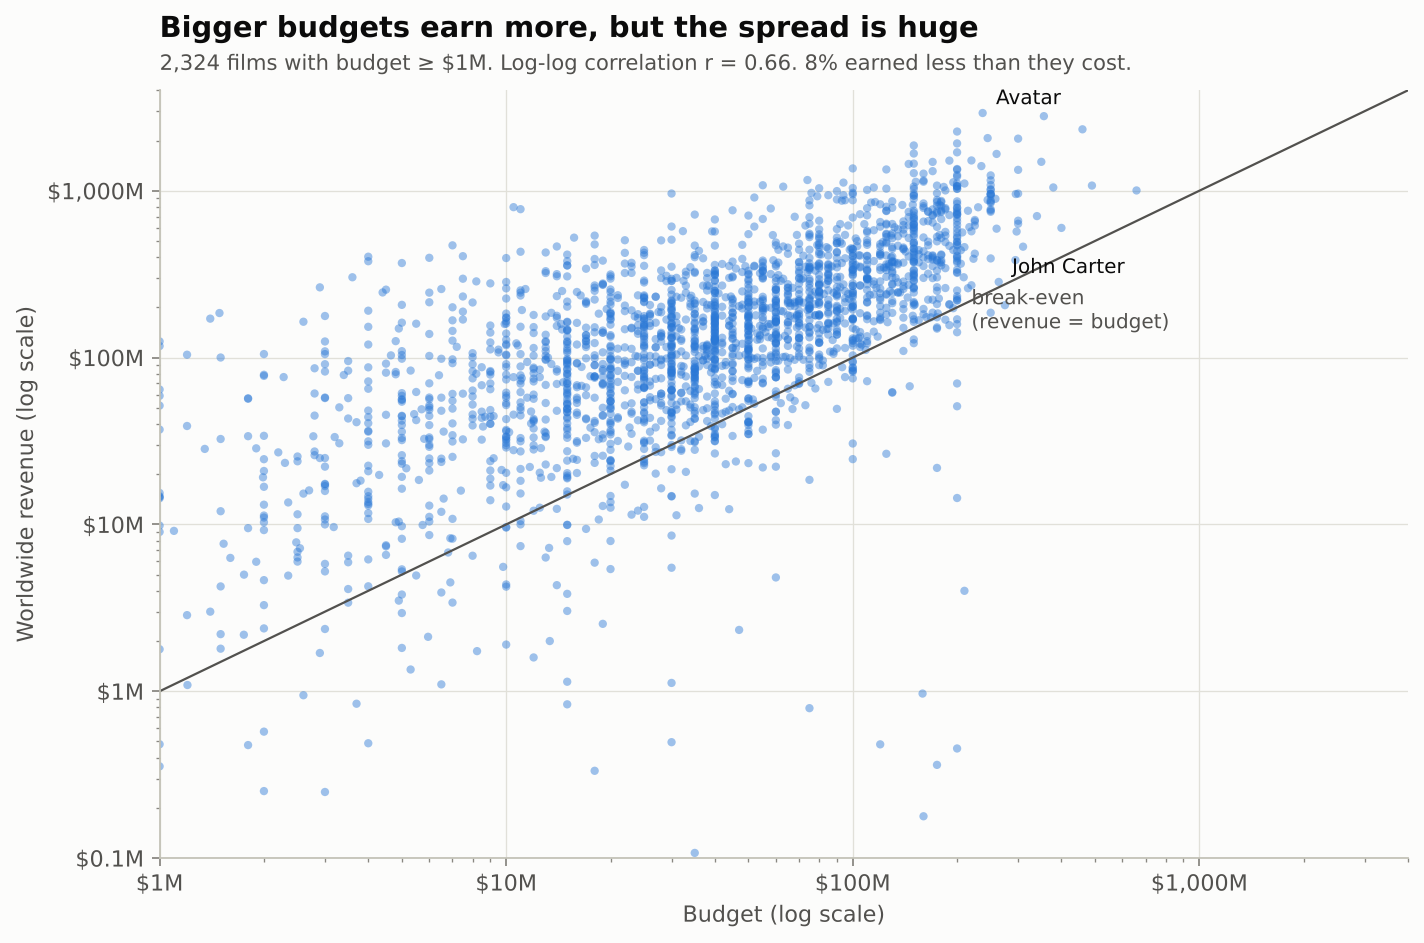 Bigger budgets earn more, but the spread is huge
2,324 films with budget ≥ $1M. Log-log correlation r = 0.66. 8% earned less than they cost.
Avatar
$1,000M
John Carter
break-even
(revenue = budget)
$100M
$10M
$1M
$0.1M
Worldwide revenue (log scale)
$1M
$10M
$100M
$1,000M
Budget (log scale)